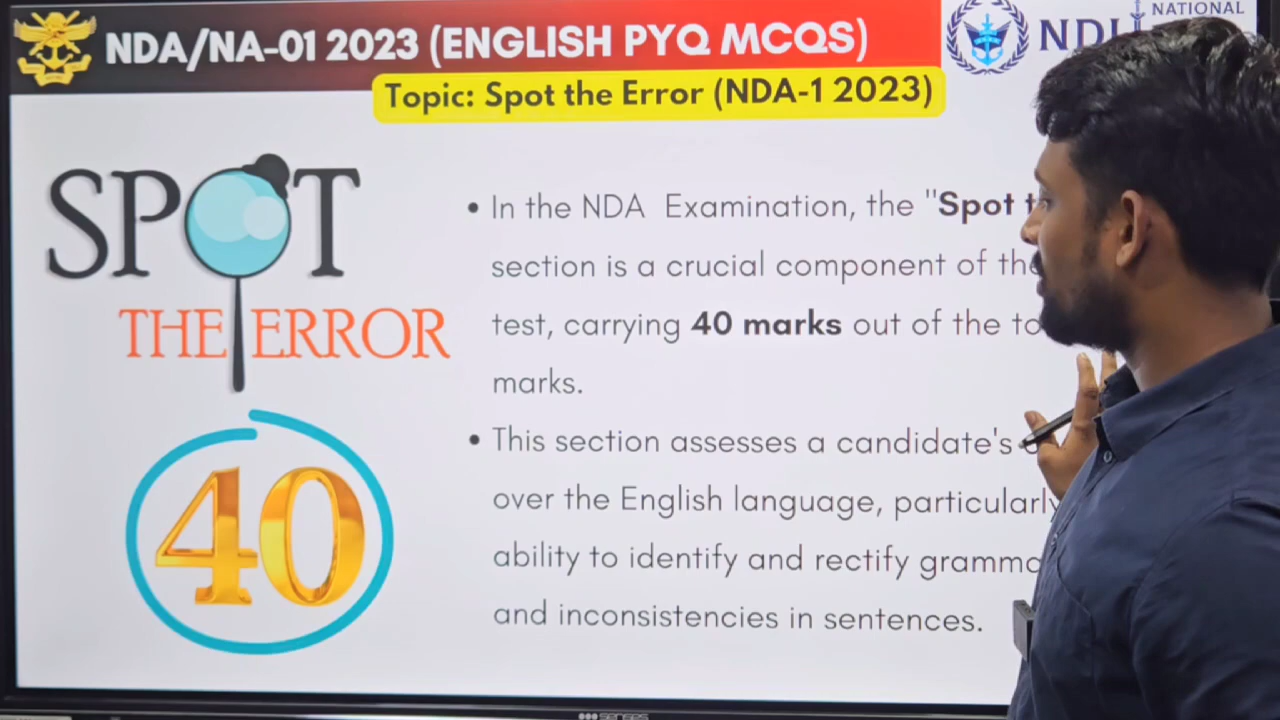 NDA/NA-01 2023 (ENGLISH PYQ MCQS)
NATIONAL
Topic: Spot the Error (NDA-1 2023)
SPOT
THE ERROR
40
• In the NDA Examination, the "Spot
section is a crucial component of the
test, carrying 40 marks out of the
marks.
• This section assesses a candidate's
over the English language, particularly
ability to identify and rectify
and inconsistencies in sentences.
senses